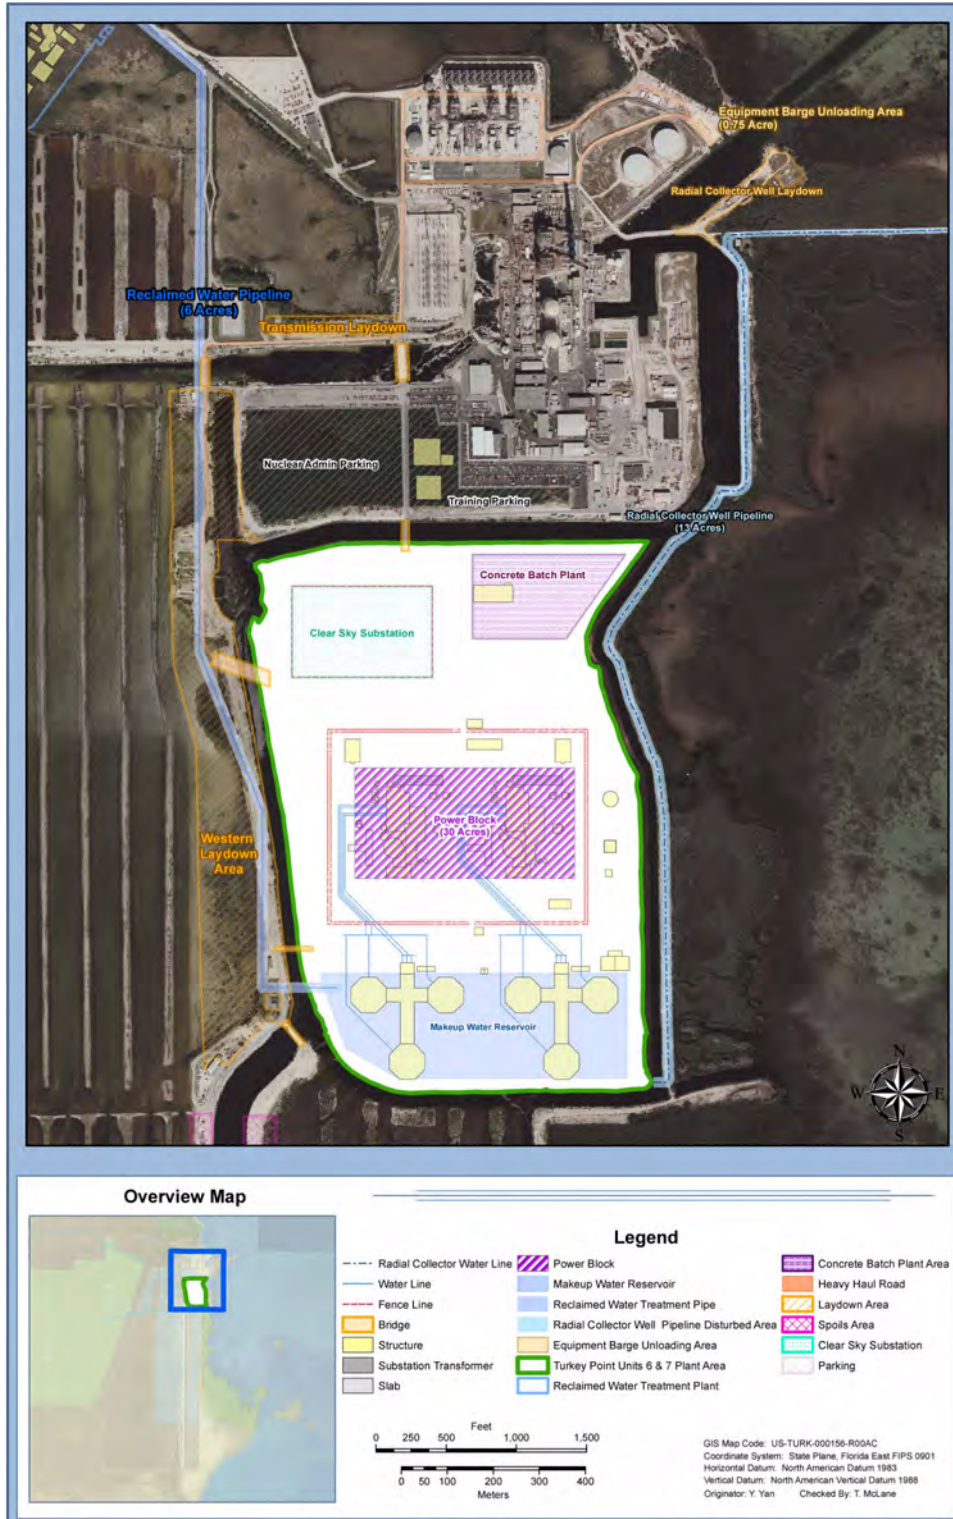 Equipment Barge Unloading Area
(0.75 Acre)
Radial Collector Well Laydown
Reclaimed Water Pipeline
(6 Acres)
Transmission Laydown
Nuclear Admin Parking
Training Parking
Radial Collector Well Pipeline
(13 Acres)
Concrete Batch Plant
Clear Sky Substation
Power Block
(30 Acres)
Western
Laydown
Area
Makeup Water Reservoir
N
W E
S
Overview Map
Legend
Radial Collector Water Line
Water Line
Fence Line
Bridge
Structure
Substation Transformer
Slab
Power Block
Makeup Water Reservoir
Reclaimed Water Treatment Pipe
Radial Collector Well Pipeline Disturbed Area
Equipment Barge Unloading Area
Turkey Point Units 6 & 7 Plant Area
Reclaimed Water Treatment Plant
Concrete Batch Plant Area
Heavy Haul Road
Laydown Area
Spoils Area
Clear Sky Substation
Parking
Feet
0 250 500 1,000 1,500
0 50 100 200 300 400
Meters
GIS Map Code: US-TURK-000156-R00AC
Coordinate System: State Plane, Florida East FIPS 0901
Horizontal Datum: North American Datum 1983
Vertical Datum: North American Vertical Datum 1988
Originator: Y. Yan Checked By: T. McLane